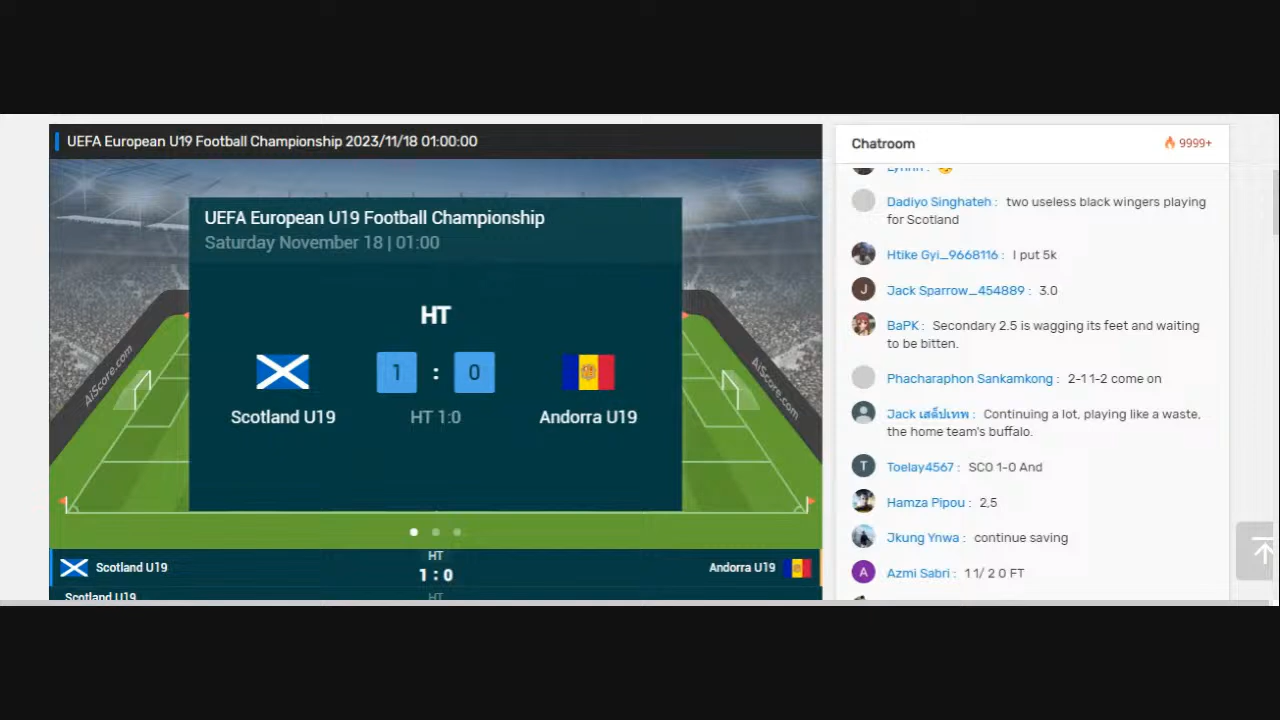 UEFA European U19 Football Championship 2023/11/18 01:00:00
UEFA European U19 Football Championship
Saturday November 18 | 01:00
HT
1 : 0
Scotland U19
HT 1:0
Andorra U19
AiScore.com
AiScore.com
Scotland U19
HT
1 : 0
Andorra U19
Scotland U19
HT
Chatroom
9999+
Lynnn :
Dadiyo Singhateh : two useless black wingers playing
for Scotland
Htike Gyi_9668116 : I put 5k
J
Jack Sparrow_454889 : 3.0
BaPK : Secondary 2.5 is wagging its feet and waiting
to be bitten.
Phacharaphon Sankamkong : 2-1 1-2 come on
Jack เสด็ปเทพ : Continuing a lot, playing like a waste,
the home team's buffalo.
T
Toelay4567 : SCO 1-0 And
Hamza Pipou : 2,5
Jkung Ynwa : continue saving
A
Azmi Sabri : 1 1/ 2 0 FT